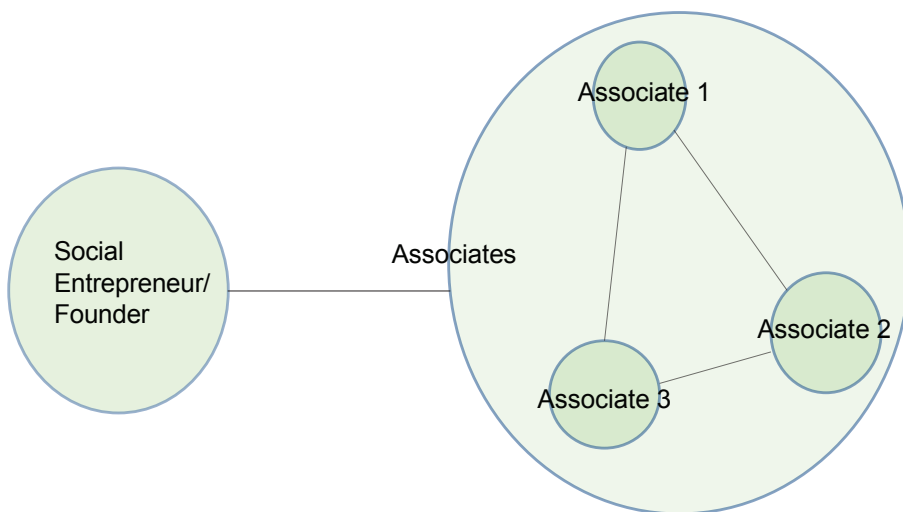 Associate 1
Social
Entrepreneur/
Founder
Associates
Associate 2
Associate 3